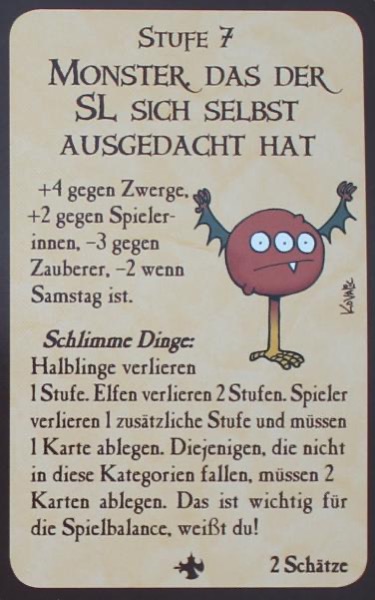 Stufe 7
Monster, das der
SL sich selbst
ausgedacht hat
+4 gegen Zwerge,
+2 gegen Spieler-
innen, –3 gegen
Zauberer, –2 wenn
Samstag ist.
Kovalic
Schlimme Dinge:
Halblinge verlieren
1 Stufe. Elfen verlieren 2 Stufen. Spieler
verlieren 1 zusätzliche Stufe und müssen
1 Karte ablegen. Diejenigen, die nicht
in diese Kategorien fallen, müssen 2
Karten ablegen. Das ist wichtig für
die Spielbalance, weißt du!
2 Schätze